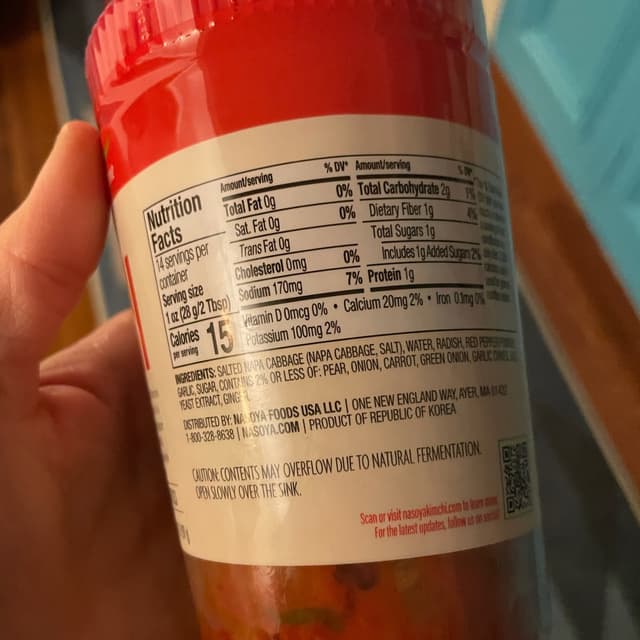 Nutrition
Facts
14 servings per
container
Serving size
1 oz (28 g/2 Tbsp)
Calories
per serving
15
Amount/serving % DV*
Total Fat 0g 0%
Sat. Fat 0g 0%
Trans Fat 0g
Cholesterol 0mg 0%
Sodium 170mg 7%
Amount/serving % DV*
Total Carbohydrate 2g 1%
Dietary Fiber 1g 4%
Total Sugars 1g
Includes 1g Added Sugars 2%
Protein 1g
Vitamin D 0mcg 0% • Calcium 20mg 2% • Iron 0.1mg 0%
Potassium 100mg 2%
INGREDIENTS: SALTED NAPA CABBAGE (NAPA CABBAGE, SALT), WATER, RADISH, RED PEPPER
GARLIC, SUGAR, CONTAINS 2% OR LESS OF: PEAR, ONION, CARROT, GREEN ONION, GARLIC
YEAST EXTRACT, GINGER
DISTRIBUTED BY: NASOYA FOODS USA LLC | ONE NEW ENGLAND WAY, AYER, MA 01432
1-800-328-8638 | NASOYA.COM | PRODUCT OF REPUBLIC OF KOREA
CAUTION: CONTENTS MAY OVERFLOW DUE TO NATURAL FERMENTATION.
OPEN SLOWLY OVER THE SINK.
Scan or visit nasoyakimchi.com to learn more.
For the latest updates, follow us on social!